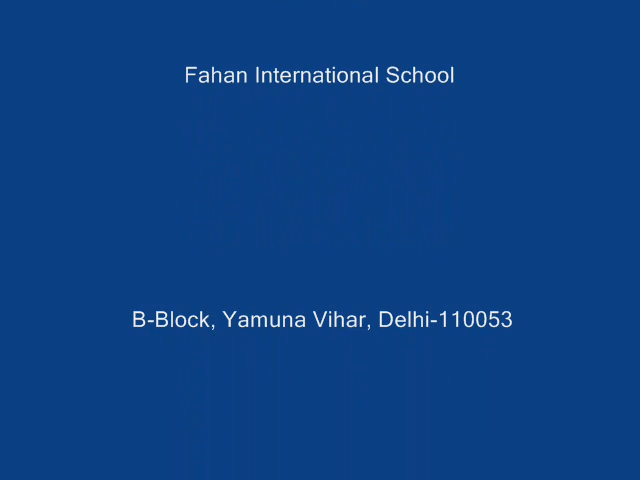 Fahan International School
B-Block, Yamuna Vihar, Delhi-110053